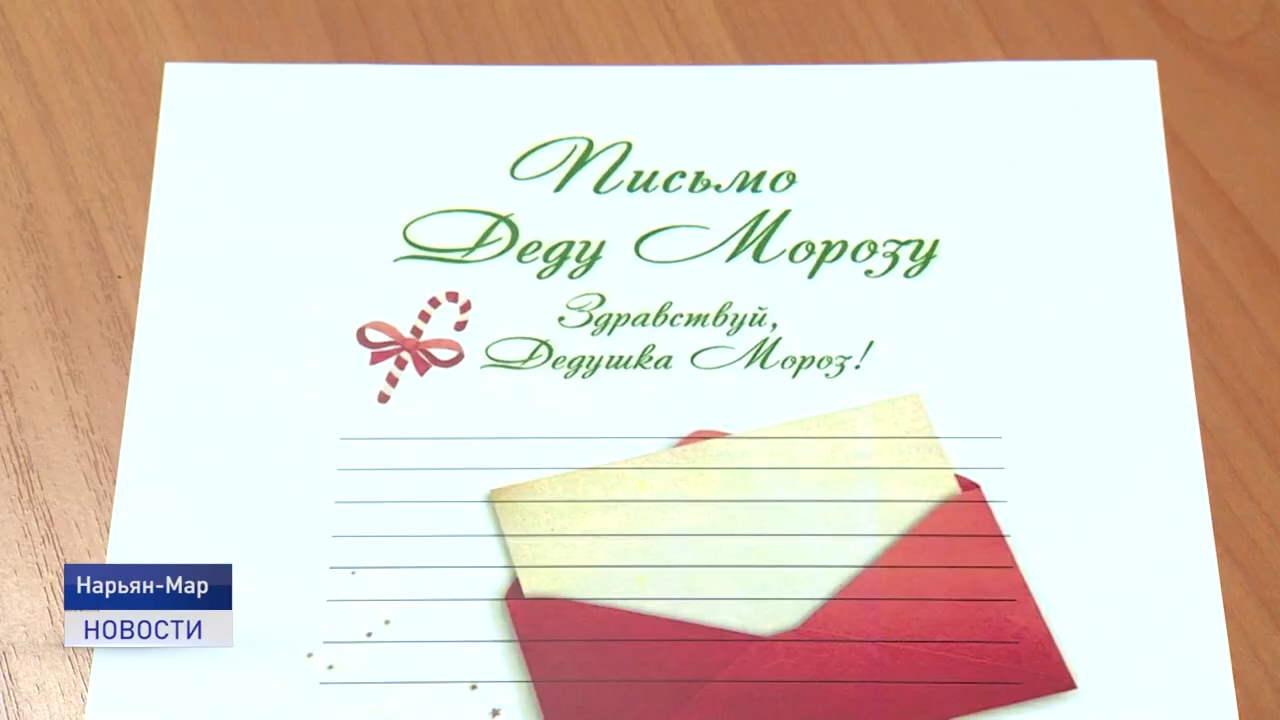 Письмо
Деду Морозу
Здравствуй,
Дедушка Мороз!
Нарьян-Мар
НОВОСТИ